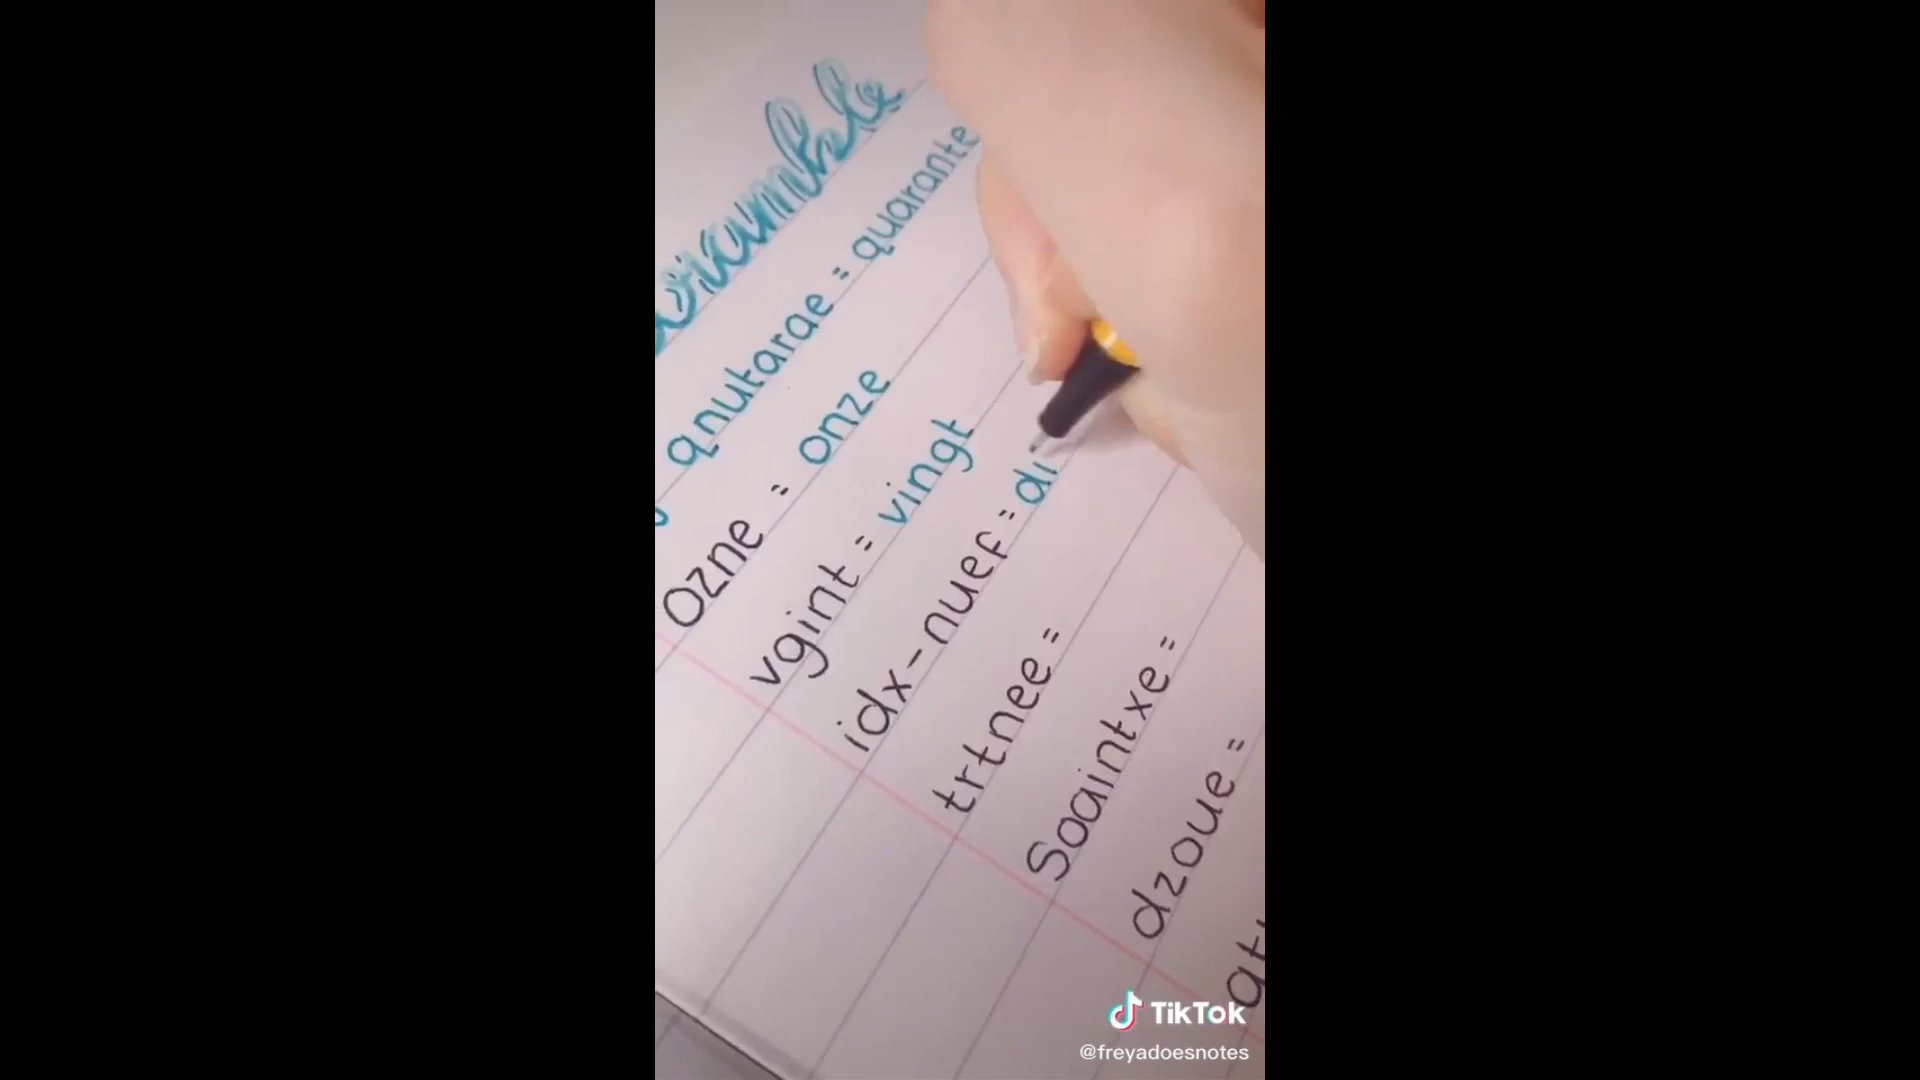 qnutarae = quarante
ozne = onze
vgint = vingt
idx-nuef = di
trtnee =
Soaintxe =
dzoue =
TikTok
@freyadoesnotes